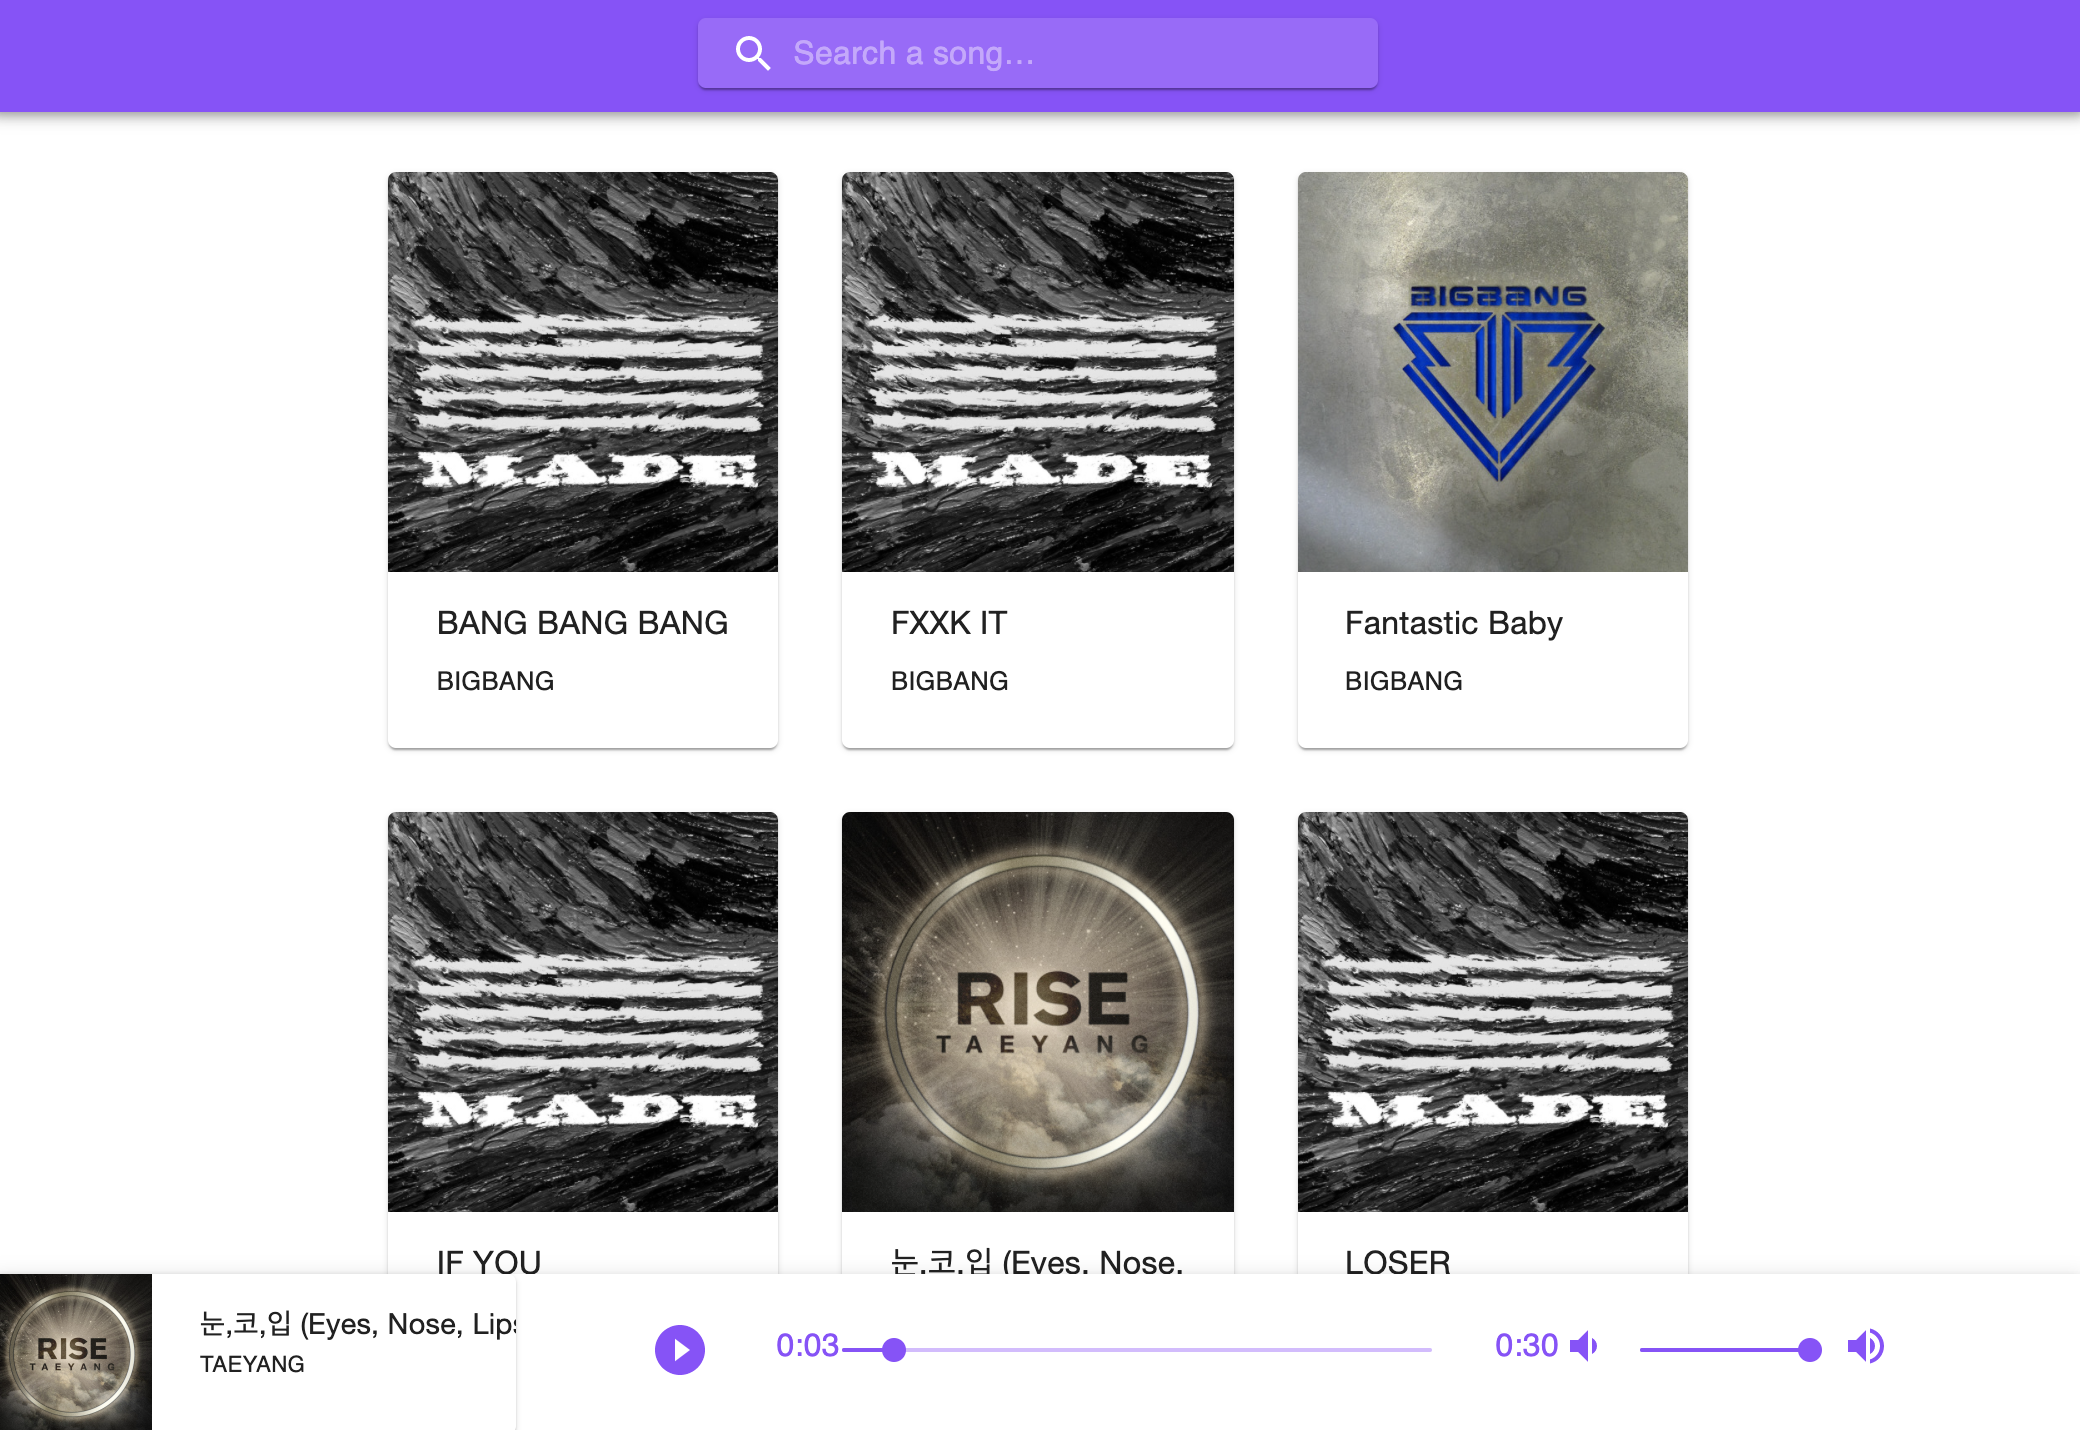 Search a song...
MADE
MADE
BIGBANG
BANG BANG BANG
FXXK IT
Fantastic Baby
BIGBANG
BIGBANG
BIGBANG
MADE
RISE
TAEYANG
MADE
IF YOU
눈,코,입 (Eyes, Nose,
LOSER
RISE
TAEYANG
눈,코,입 (Eyes, Nose, Lips
TAEYANG
0:03
0:30